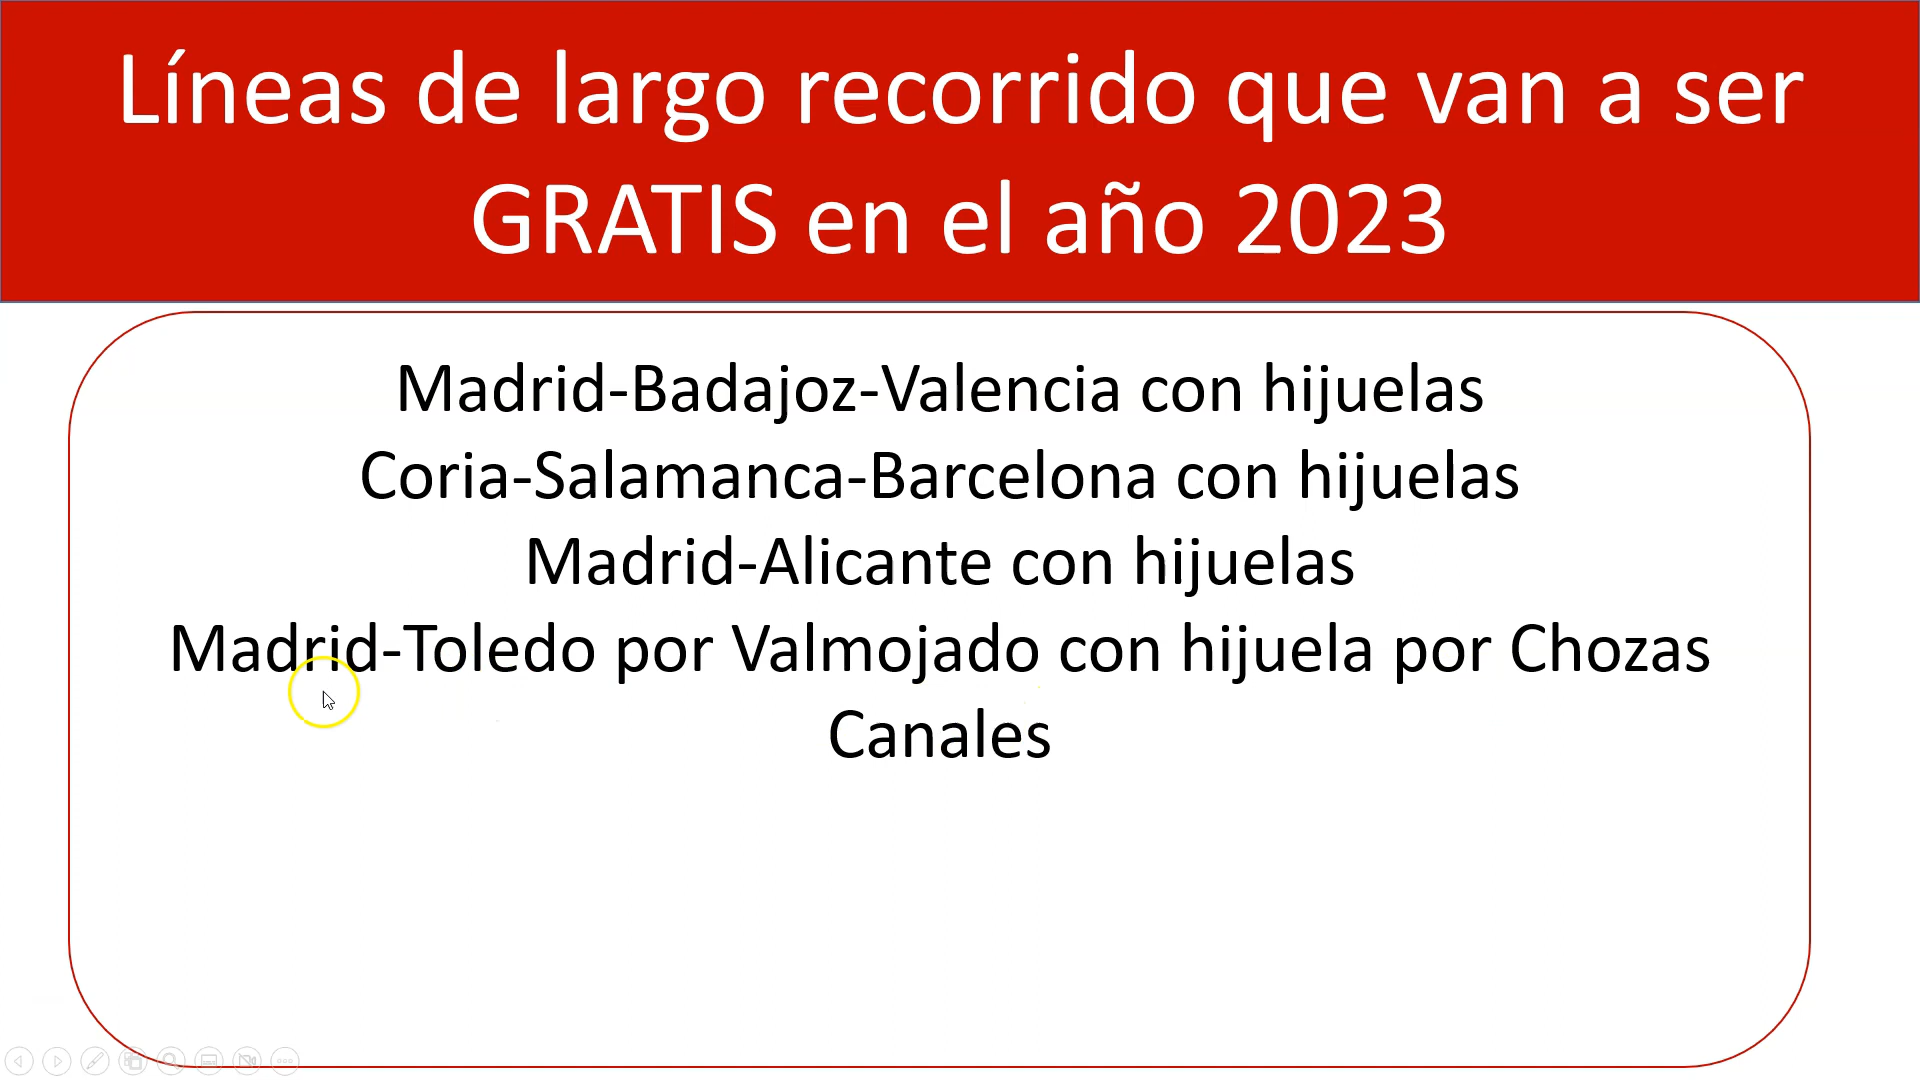 Líneas de largo recorrido que van a ser
GRATIS en el año 2023
Madrid-Badajoz-Valencia con hijuelas
Coria-Salamanca-Barcelona con hijuelas
Madrid-Alicante con hijuelas
Madrid-Toledo por Valmojado con hijuela por Chozas
Canales